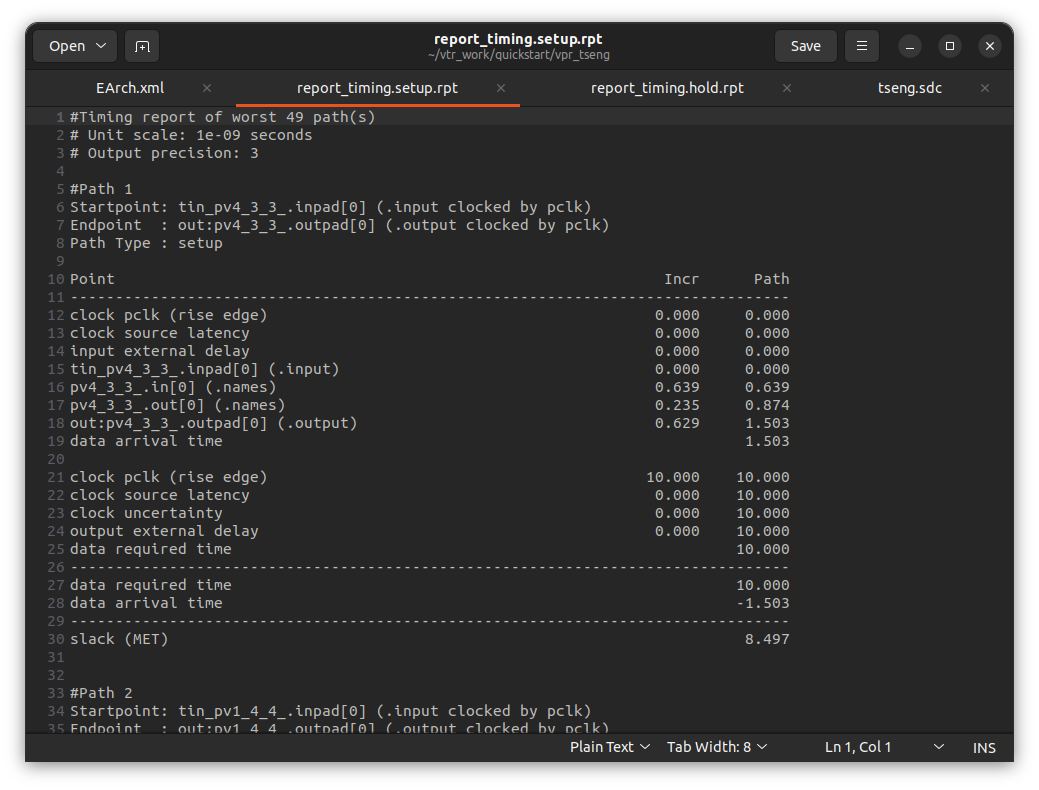 Open
report_timing.setup.rpt
~/vtr_work/quickstart/vpr_tseng
Save
EArch.xml
report_timing.setup.rpt
report_timing.hold.rpt
tseng.sdc
1 #Timing report of worst 49 path(s)
2 # Unit scale: 1e-09 seconds
3 # Output precision: 3
4
5 #Path 1
6 Startpoint: tin_pv4_3_3_.inpad[0] (.input clocked by pclk)
7 Endpoint  : out:pv4_3_3_.outpad[0] (.output clocked by pclk)
8 Path Type : setup
9
10 Point                                                             Incr      Path
11 --------------------------------------------------------------------------------
12 clock pclk (rise edge)                                           0.000     0.000
13 clock source latency                                             0.000     0.000
14 input external delay                                             0.000     0.000
15 tin_pv4_3_3_.inpad[0] (.input)                                   0.000     0.000
16 pv4_3_3_.in[0] (.names)                                          0.639     0.639
17 pv4_3_3_.out[0] (.names)                                         0.235     0.874
18 out:pv4_3_3_.outpad[0] (.output)                                 0.629     1.503
19 data arrival time                                                          1.503
20
21 clock pclk (rise edge)                                          10.000    10.000
22 clock source latency                                             0.000    10.000
23 clock uncertainty                                                0.000    10.000
24 output external delay                                            0.000    10.000
25 data required time                                                        10.000
26 --------------------------------------------------------------------------------
27 data required time                                                        10.000
28 data arrival time                                                         -1.503
29 --------------------------------------------------------------------------------
30 slack (MET)                                                                8.497
31
32
33 #Path 2
34 Startpoint: tin_pv1_4_4_.inpad[0] (.input clocked by pclk)
35 Endpoint  : out:pv1_4_4_.outpad[0] (.output clocked by pclk)
Plain Text
Tab Width: 8
Ln 1, Col 1
INS